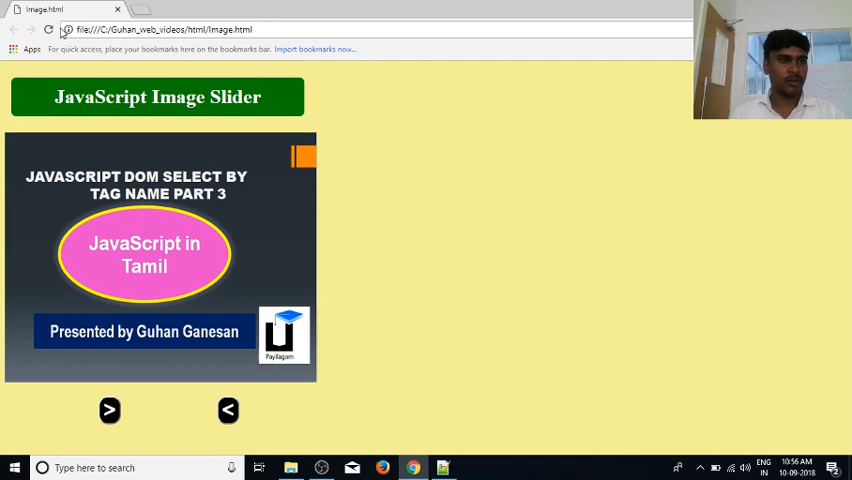 Image.html
file:///C:/Guhan_web_videos/html/Image.html
Apps For quick access, place your bookmarks here on the bookmarks bar. Import bookmarks now...
JavaScript Image Slider
JAVASCRIPT DOM SELECT BY
TAG NAME PART 3
JavaScript in
Tamil
Presented by Guhan Ganesan
U
Payilagam
> <
Type here to search
ENG
IN
10:56 AM
10-09-2018
2